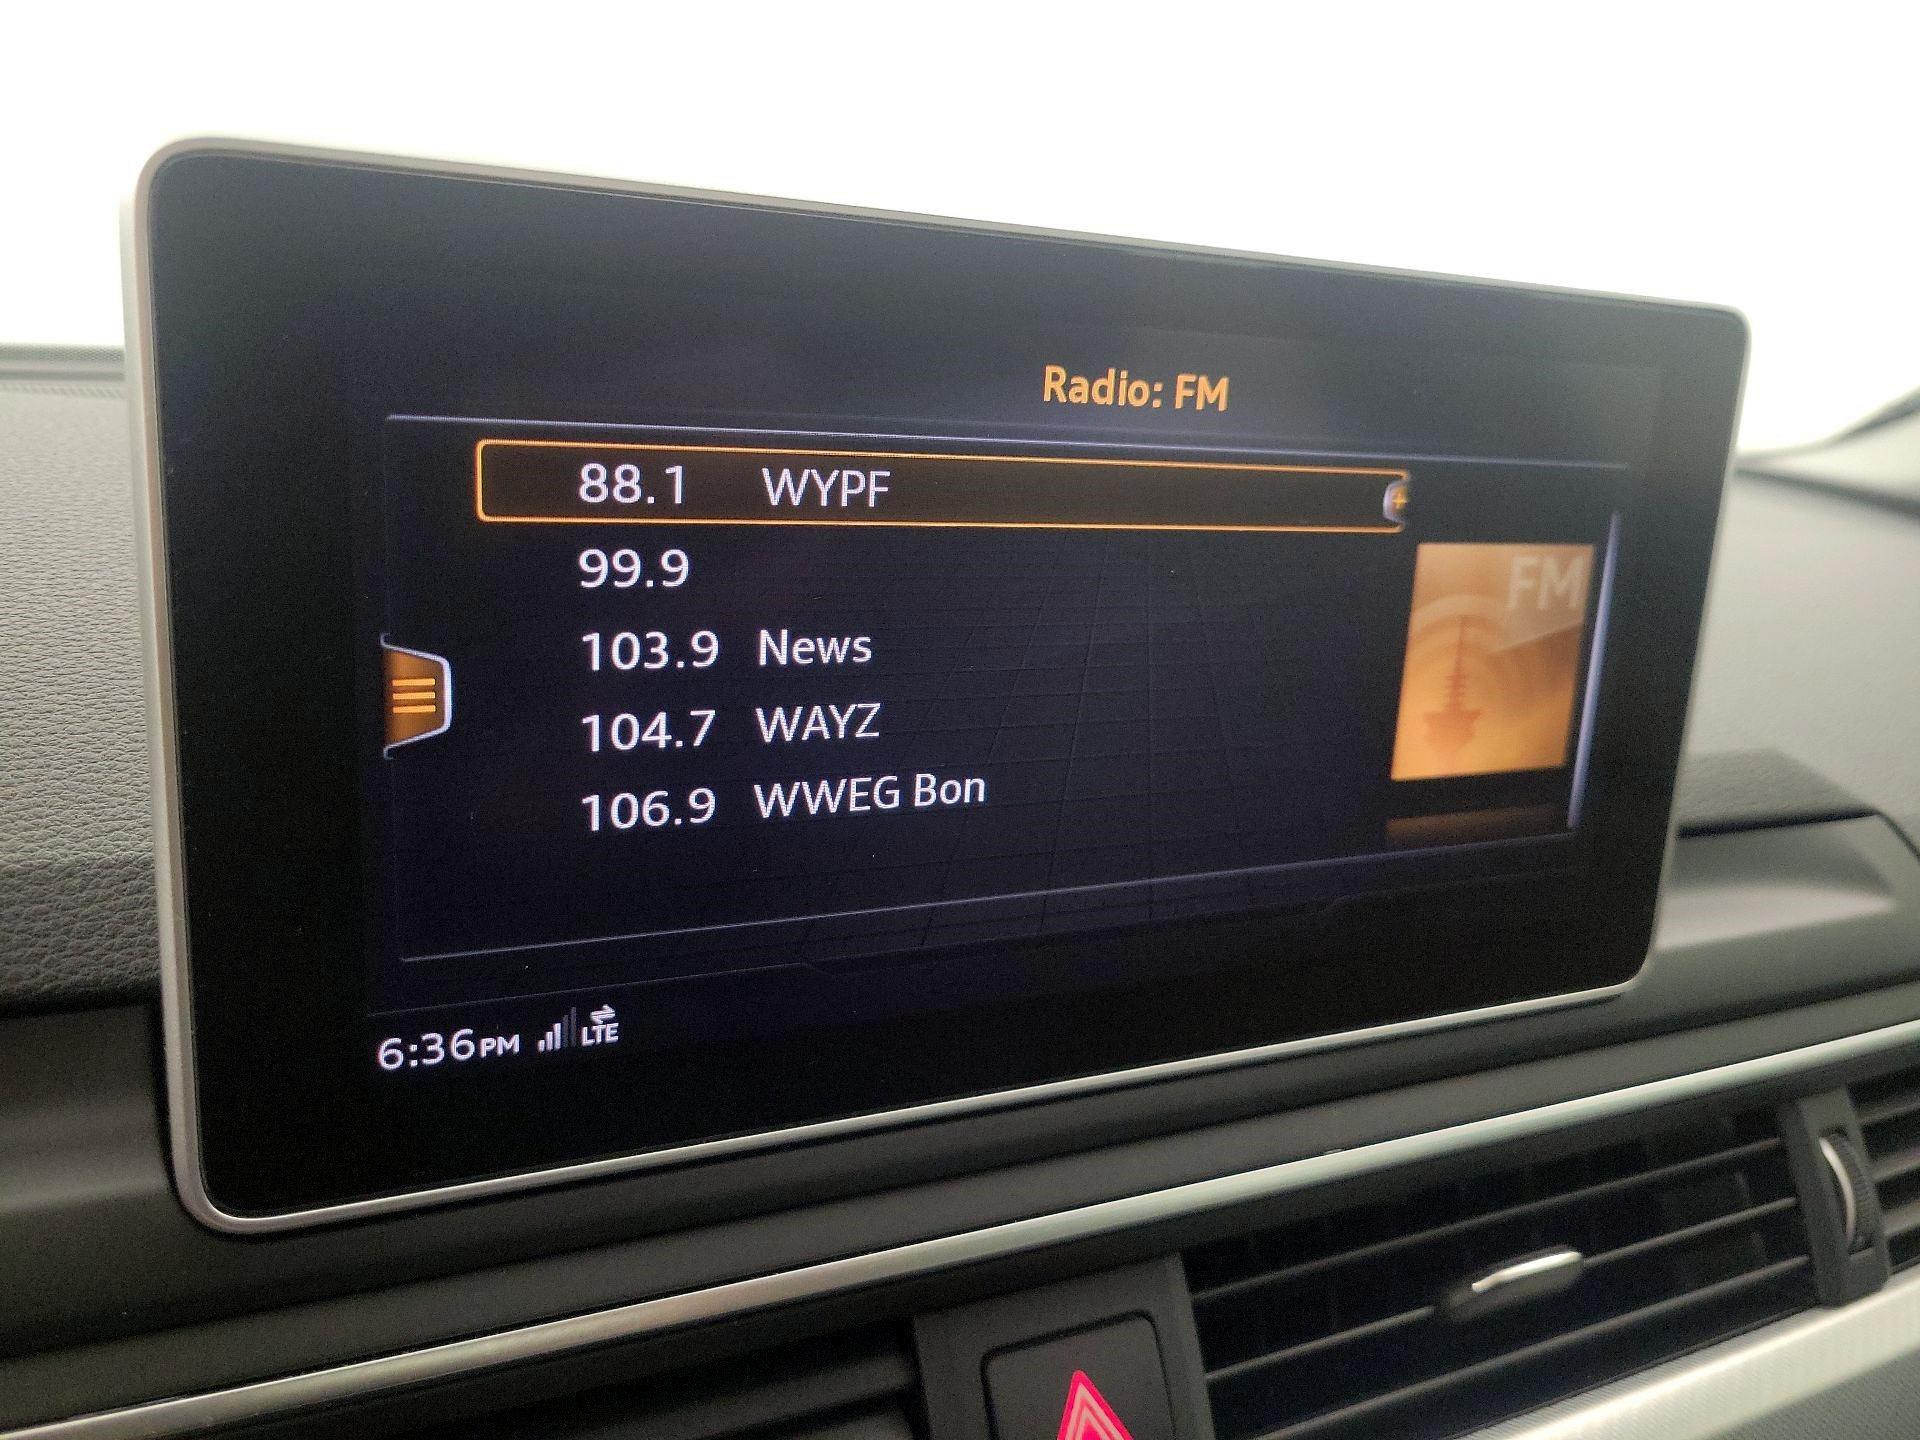 Radio: FM
88.1 WYPF
99.9
103.9 News
104.7 WAYZ
106.9 WWEG Bon
FM
6:36PM LTE